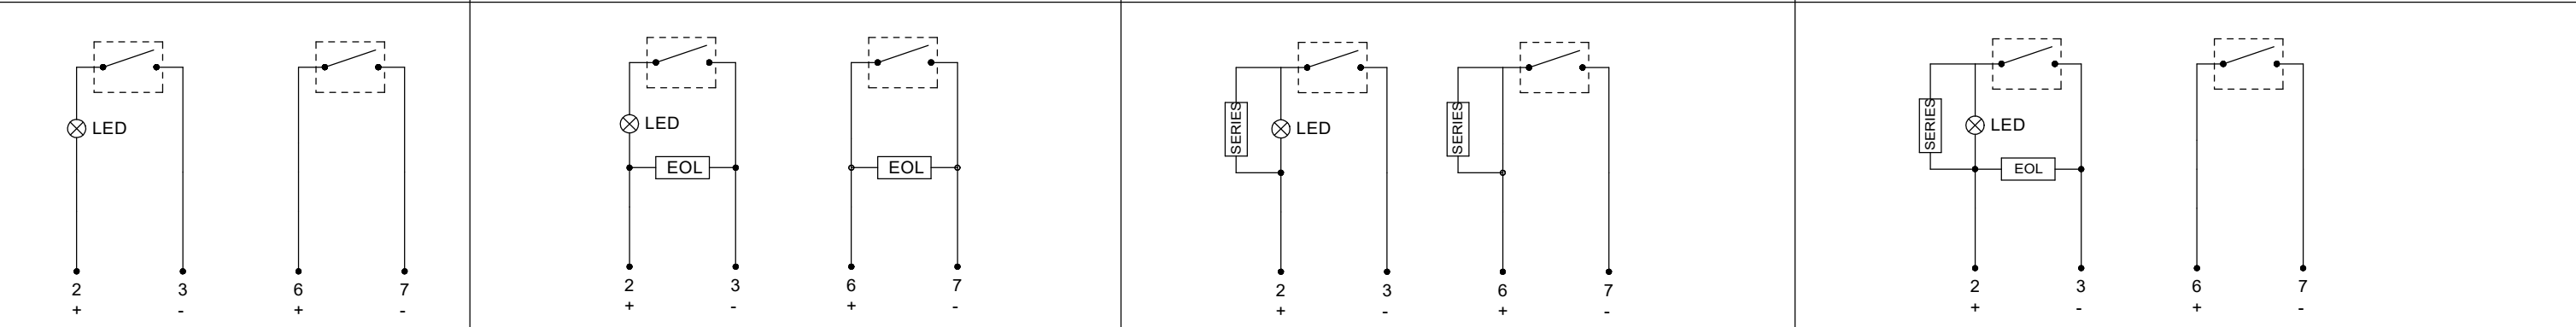 LED
2 3 6 7
+ - + -
LED
EOL EOL
2 3 6 7
+ - + -
SERIES LED SERIES
2 3 6 7
+ - + -
SERIES LED
EOL
2 3 6 7
+ - + -